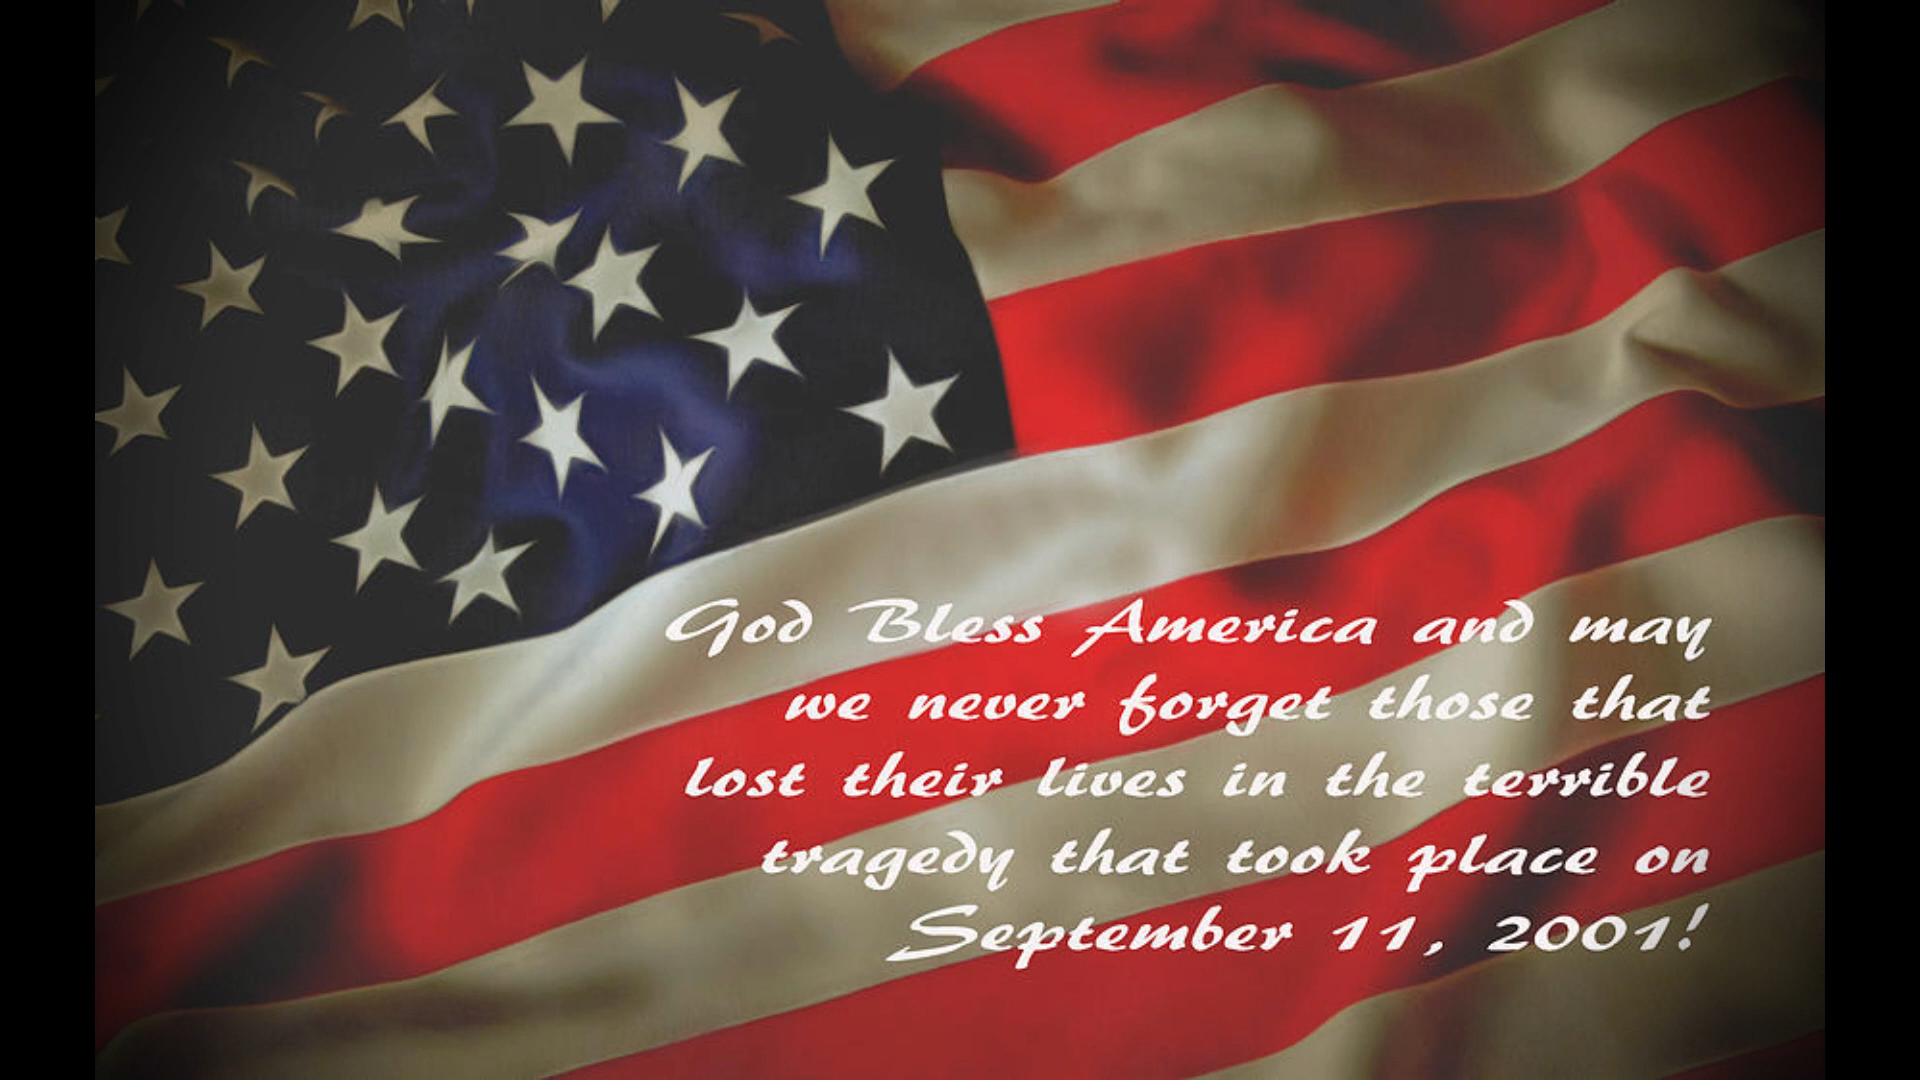 God Bless America and may
we never forget those that
lost their lives in the terrible
tragedy that took place on
September 11, 2001!